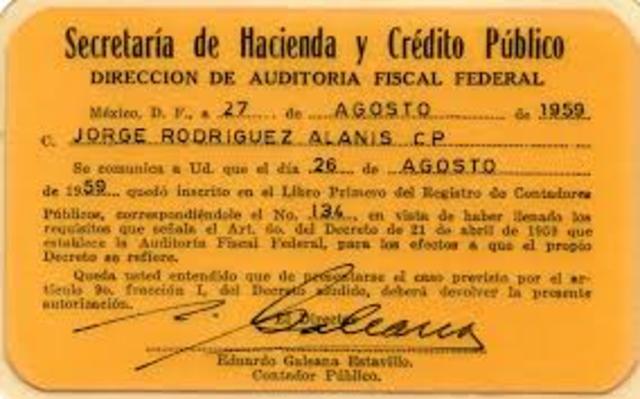 Secretaría de Hacienda y Crédito Público
DIRECCION DE AUDITORIA FISCAL FEDERAL
México, D. F., a 27 de AGOSTO de 1959
C. JORGE RODRIGUEZ ALANIS CP
Se comunica a Ud. que el día 26 de AGOSTO
de 1959 quedó inscrito en el Libro Primero del Registro de Contadores
Públicos, correspondiéndole el No. 134 en vista de haber llenado los
requisitos que señala el Art. 6o. del Decreto de 21 de abril de 1959 que
establece la Auditoría Fiscal Federal, para los efectos a que el propio
Decreto se refiere.
Queda usted entendido que de presentarse el caso previsto por el ar-
tículo 9o. fracción I, del Decreto aludido, deberá devolver la presente
autorización.
El Director
Galeana
Eduardo Galeana Estavillo.
Contador Público.